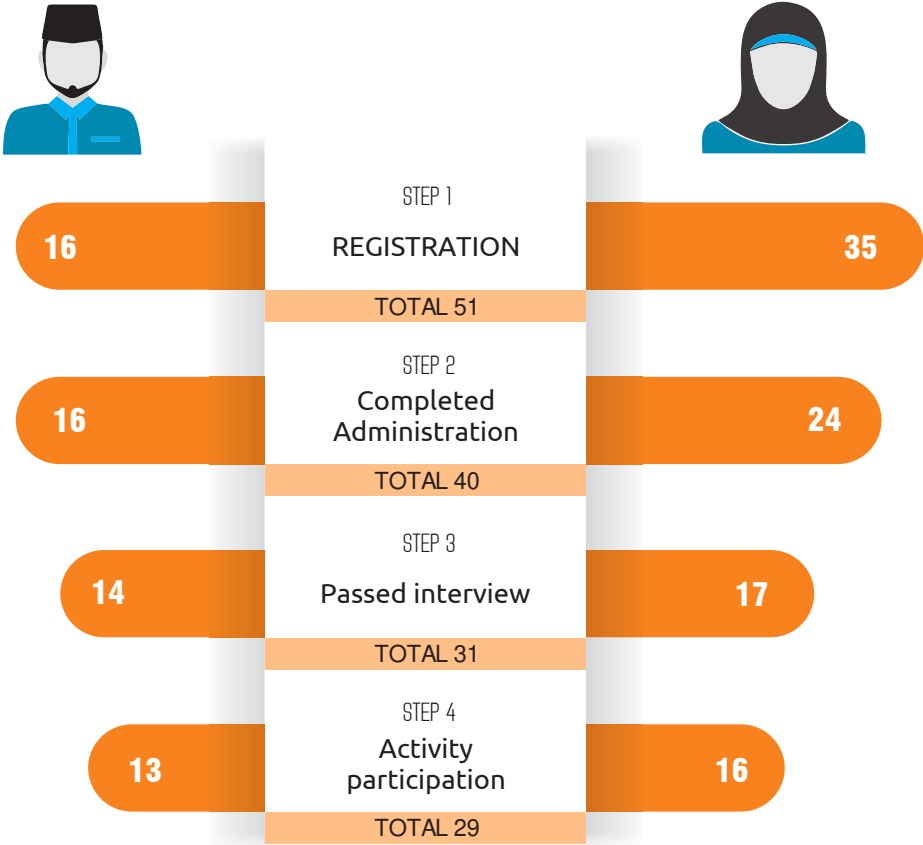 STEP 1
16
REGISTRATION
35
TOTAL 51
STEP 2
16
Completed
Administration
24
TOTAL 40
STEP 3
14
Passed interview
17
TOTAL 31
STEP 4
13
Activity
participation
16
TOTAL 29